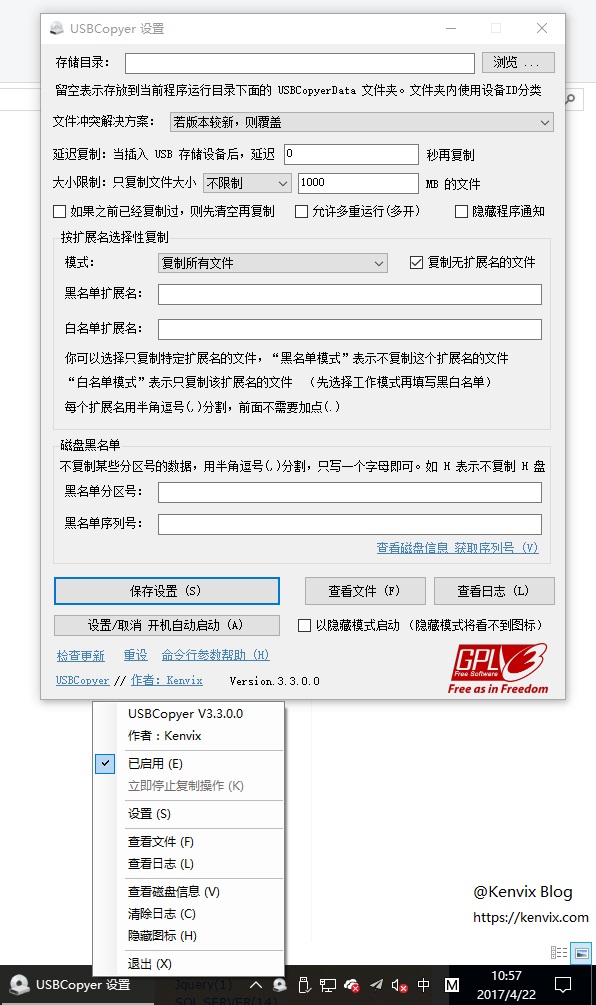 USBCopyer 设置
存储目录:
浏览 ...
留空表示存放到当前程序运行目录下面的 USBCopyerData 文件夹。文件夹内使用设备ID分类
文件冲突解决方案:
若版本较新，则覆盖
延迟复制: 当插入 USB 存储设备后，延迟 0 秒再复制
大小限制: 只复制文件大小 不限制 1000 MB 的文件
如果之前已经复制过，则先清空再复制
允许多重运行(多开)
隐藏程序通知
按扩展名选择性复制
模式:
复制所有文件
复制无扩展名的文件
黑名单扩展名:
白名单扩展名:
你可以选择只复制特定扩展名的文件，“黑名单模式”表示不复制这个扩展名的文件
“白名单模式”表示只复制该扩展名的文件 （先选择工作模式再填写黑白名单）
每个扩展名用半角逗号(,)分割，前面不需要加点(.)
磁盘黑名单
不复制某些分区号的数据，用半角逗号(,)分割，只写一个字母即可。如 H 表示不复制 H 盘
黑名单分区号:
黑名单序列号:
查看磁盘信息 获取序列号 (V)
保存设置 (S)
查看文件 (F)
查看日志 (L)
设置/取消 开机自动启动 (A)
以隐藏模式启动 （隐藏模式将看不到图标）
检查更新
重设
命令行参数帮助 (H)
USBCopyer // 作者: Kenvix
Version.3.3.0.0
GPLv3
Free Software
Free as in Freedom
USBCopyer V3.3.0.0
作者：Kenvix
已启用 (E)
立即停止复制操作 (K)
设置 (S)
查看文件 (F)
查看日志 (L)
查看磁盘信息 (V)
清除日志 (C)
隐藏图标 (H)
退出 (X)
@Kenvix Blog
https://kenvix.com
USBCopyer 设置
Jquery(1)
SQL SERVER(14)
中
M
10:57
2017/4/22